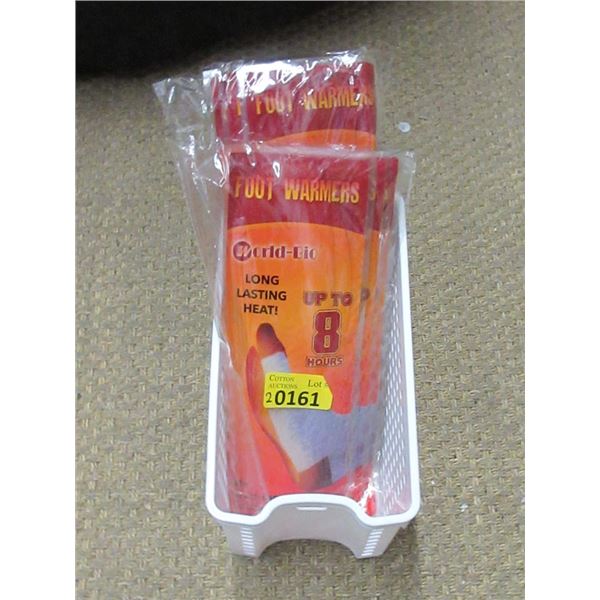 FOOT WARMERS
FOOT WARMERS
World-Bio
LONG
LASTING
HEAT!
UP TO
8
HOURS
COTTON
AUCTIONS
Lot
20161